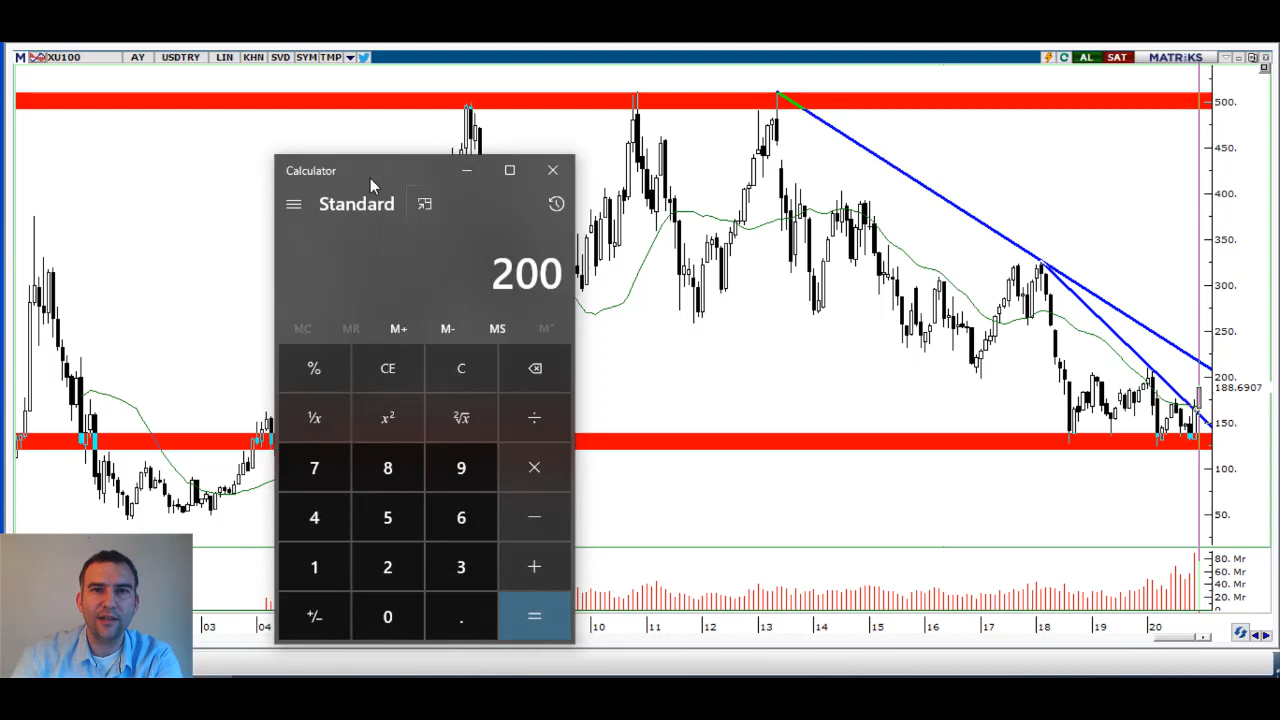 M XU100 AY USDTRY LIN KHN SVD SYM TMP AL SAT MATRİKS
500.
450.
400.
350.
300.
250.
200.
188.6907
150.
100.
50.
80. Mr
60. Mr
40. Mr
20. Mr
0
03 04 10 11 12 13 14 15 16 17 18 19 20
Calculator
Standard
200
MC MR M+ M- MS M˅
% CE C
¹/x x² ²√x ÷
7 8 9 ×
4 5 6 −
1 2 3 +
+/− 0 . =